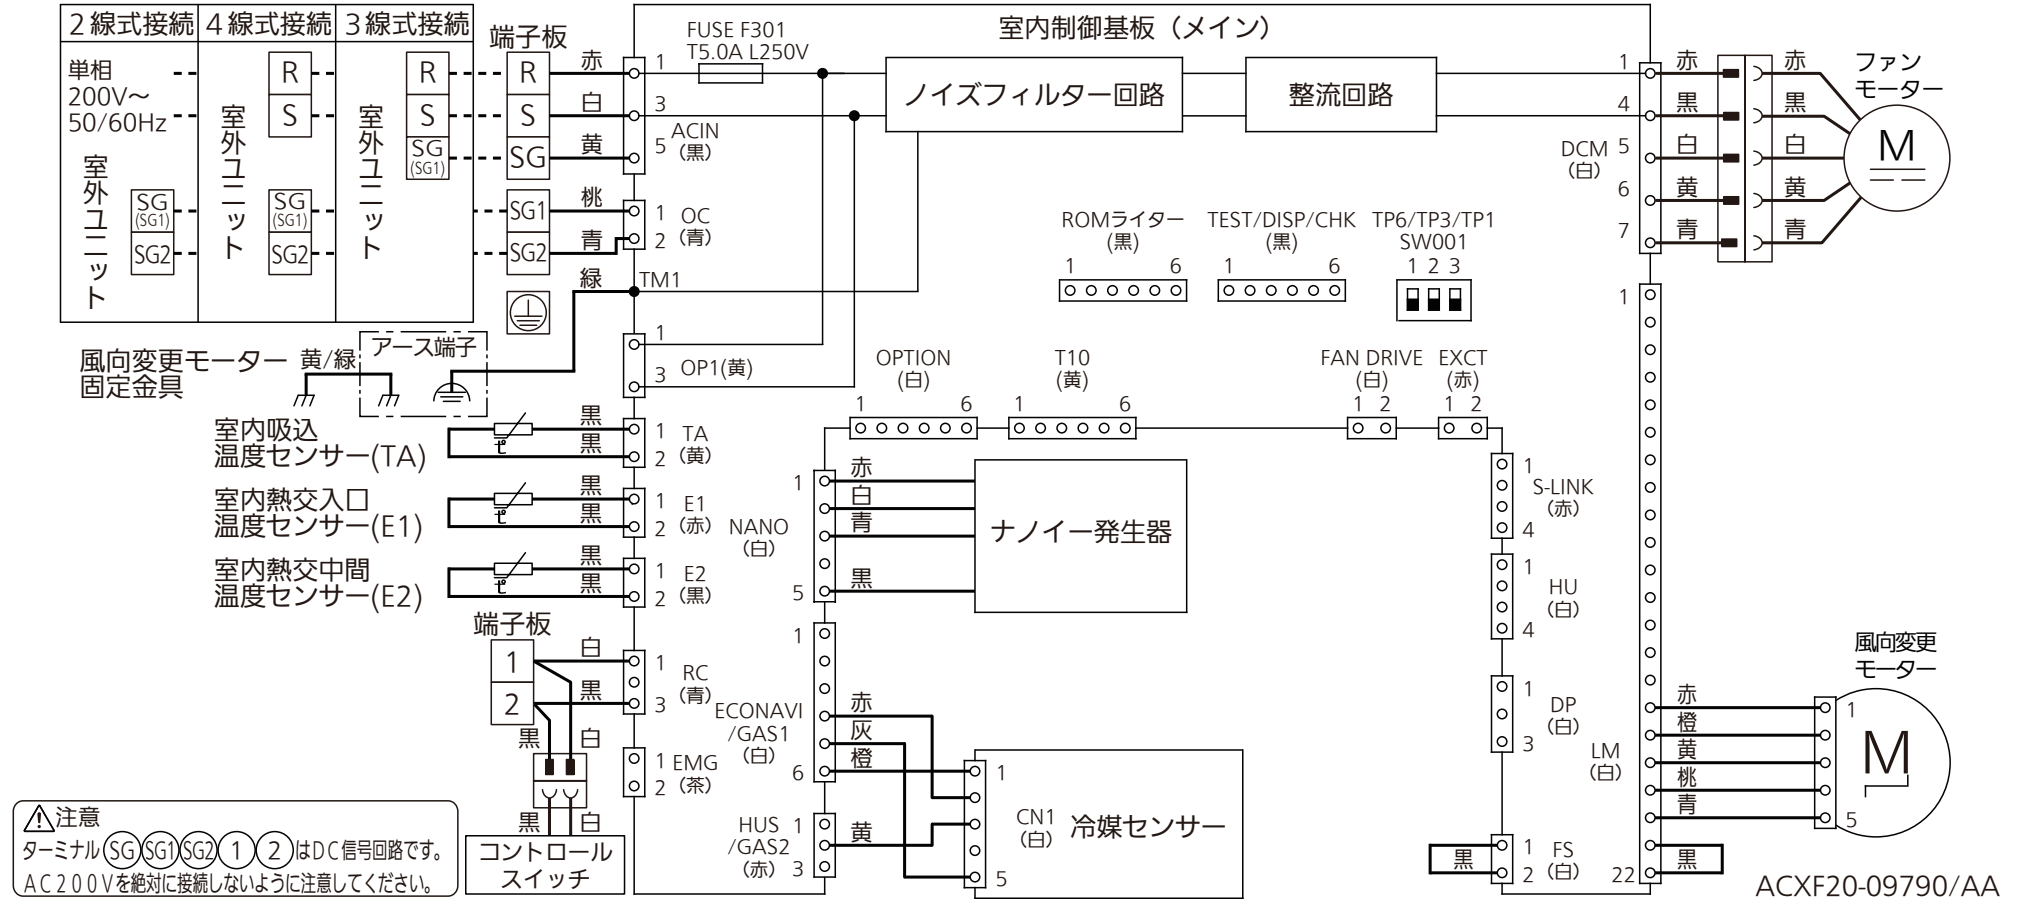 2線式接続 4線式接続 3線式接続
単相
200V～
50/60Hz
室外ユニット
SG
(SG1)
SG2
R
S
室外ユニット
SG
(SG1)
SG2
R
S
SG
(SG1)
室外ユニット
端子板
R
S
SG
SG1
SG2
赤
白
黄
桃
青
緑
1
3
5
ACIN
(黒)
1
2
OC
(青)
TM1
1
3
OP1(黄)
FUSE F301
T5.0A L250V
室内制御基板（メイン）
ノイズフィルター回路
整流回路
1
4
5
6
7
DCM
(白)
赤 赤
黒 黒
白 白
黄 黄
青 青
ファン
モーター
M
ROMライター
(黒)
1 6
TEST/DISP/CHK
(黒)
1 6
TP6/TP3/TP1
SW001
1 2 3
風向変更モーター
固定金具
黄/緑
アース端子
室内吸込
温度センサー(TA)
t°
黒
黒
1
2
TA
(黄)
室内熱交入口
温度センサー(E1)
t°
黒
黒
1
2
E1
(赤)
室内熱交中間
温度センサー(E2)
t°
黒
黒
1
2
E2
(黒)
端子板
1
2
白
黒
1
3
RC
(青)
黒 白
黒 白
コントロール
スイッチ
1
2
EMG
(茶)
OPTION
(白)
1 6
T10
(黄)
1 6
FAN DRIVE
(白)
1 2
EXCT
(赤)
1 2
1
5
NANO
(白)
赤
白
青
黒
ナノイー発生器
1
6
ECONAVI
/GAS1
(白)
赤
灰
橙
HUS
/GAS2
(赤)
1
3
黄
1
5
CN1
(白)
冷媒センサー
1
4
S-LINK
(赤)
1
4
HU
(白)
1
3
DP
(白)
1
2
FS
(白)
黒
1
22
LM
(白)
赤
橙
黄
桃
青
黒
風向変更
モーター
1
5
M
⚠注意
ターミナル(SG)(SG1)(SG2)(1)(2)はDC信号回路です。
AC200Vを絶対に接続しないように注意してください。
ACXF20-09790/AA